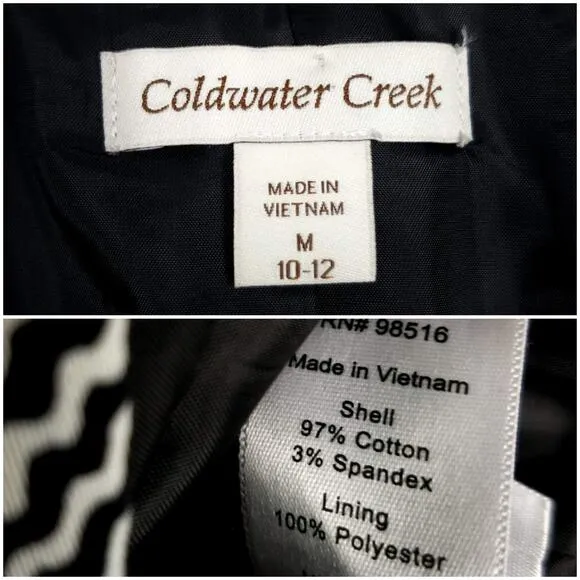 Coldwater Creek
MADE IN
VIETNAM
M
10-12
RN# 98516
Made in Vietnam
Shell
97% Cotton
3% Spandex
Lining
100% Polyester